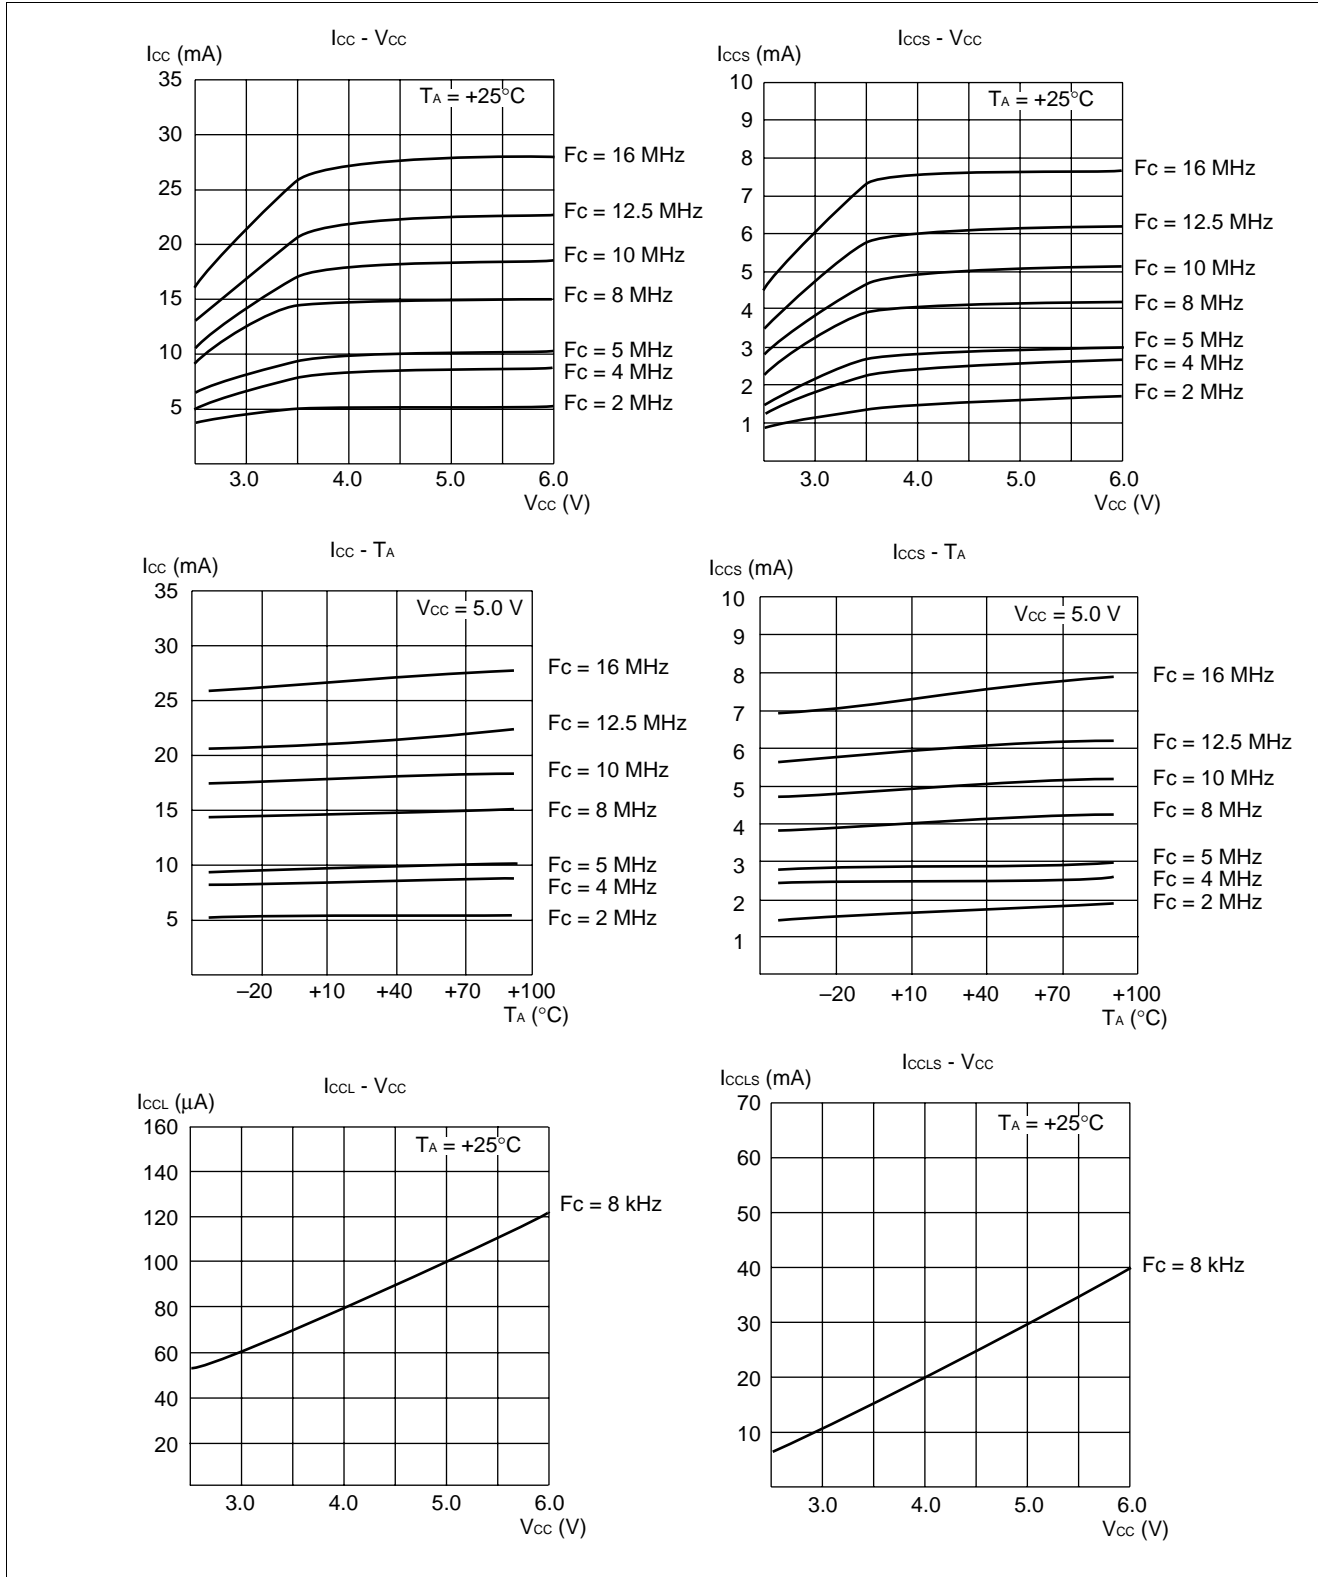 ICC - VCC
ICC (mA)
35
30
25
20
15
10
5
TA = +25°C
FC = 16 MHz
FC = 12.5 MHz
FC = 10 MHz
FC = 8 MHz
FC = 5 MHz
FC = 4 MHz
FC = 2 MHz
3.0 4.0 5.0 6.0
VCC (V)
ICCS - VCC
ICCS (mA)
10
9
8
7
6
5
4
3
2
1
TA = +25°C
FC = 16 MHz
FC = 12.5 MHz
FC = 10 MHz
FC = 8 MHz
FC = 5 MHz
FC = 4 MHz
FC = 2 MHz
3.0 4.0 5.0 6.0
VCC (V)
ICC - TA
ICC (mA)
35
30
25
20
15
10
5
VCC = 5.0 V
FC = 16 MHz
FC = 12.5 MHz
FC = 10 MHz
FC = 8 MHz
FC = 5 MHz
FC = 4 MHz
FC = 2 MHz
–20 +10 +40 +70 +100
TA (°C)
ICCS - TA
ICCS (mA)
10
9
8
7
6
5
4
3
2
1
VCC = 5.0 V
FC = 16 MHz
FC = 12.5 MHz
FC = 10 MHz
FC = 8 MHz
FC = 5 MHz
FC = 4 MHz
FC = 2 MHz
–20 +10 +40 +70 +100
TA (°C)
ICCL - VCC
ICCL (μA)
160
140
120
100
80
60
40
20
TA = +25°C
FC = 8 kHz
3.0 4.0 5.0 6.0
VCC (V)
ICCLS - VCC
ICCLS (mA)
70
60
50
40
30
20
10
TA = +25°C
FC = 8 kHz
3.0 4.0 5.0 6.0
VCC (V)